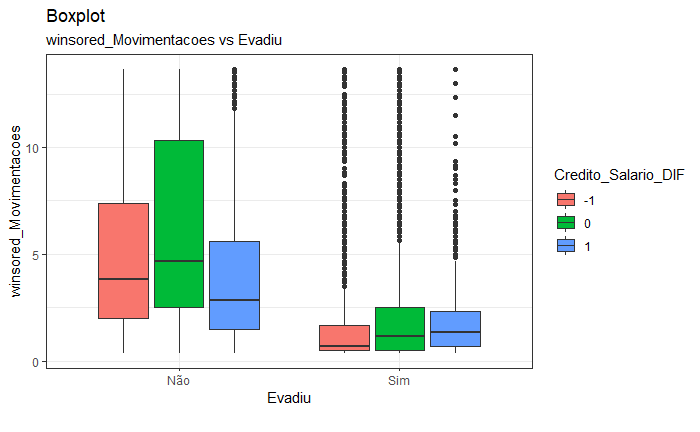 Boxplot
winsored_Movimentacoes vs Evadiu
winsored_Movimentacoes
10
5
0
Não
Sim
Evadiu
Credito_Salario_DIF
-1
0
1